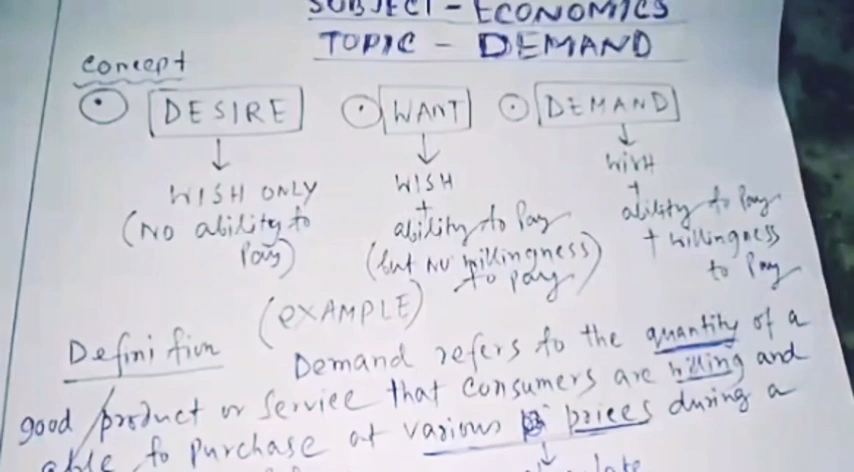 SUBJECT - ECONOMICS
TOPIC - DEMAND
Concept
DESIRE WANT DEMAND
WISH ONLY
(NO ability to
Pay)
WISH
+
ability to Pay
(but NO willingness
to pay)
WISH
+
ability to Pay
+ willingness
to Pay
(EXAMPLE)
Definition Demand refers to the quantity of a
good/product or service that consumers are willing and
able to purchase at various prices during a